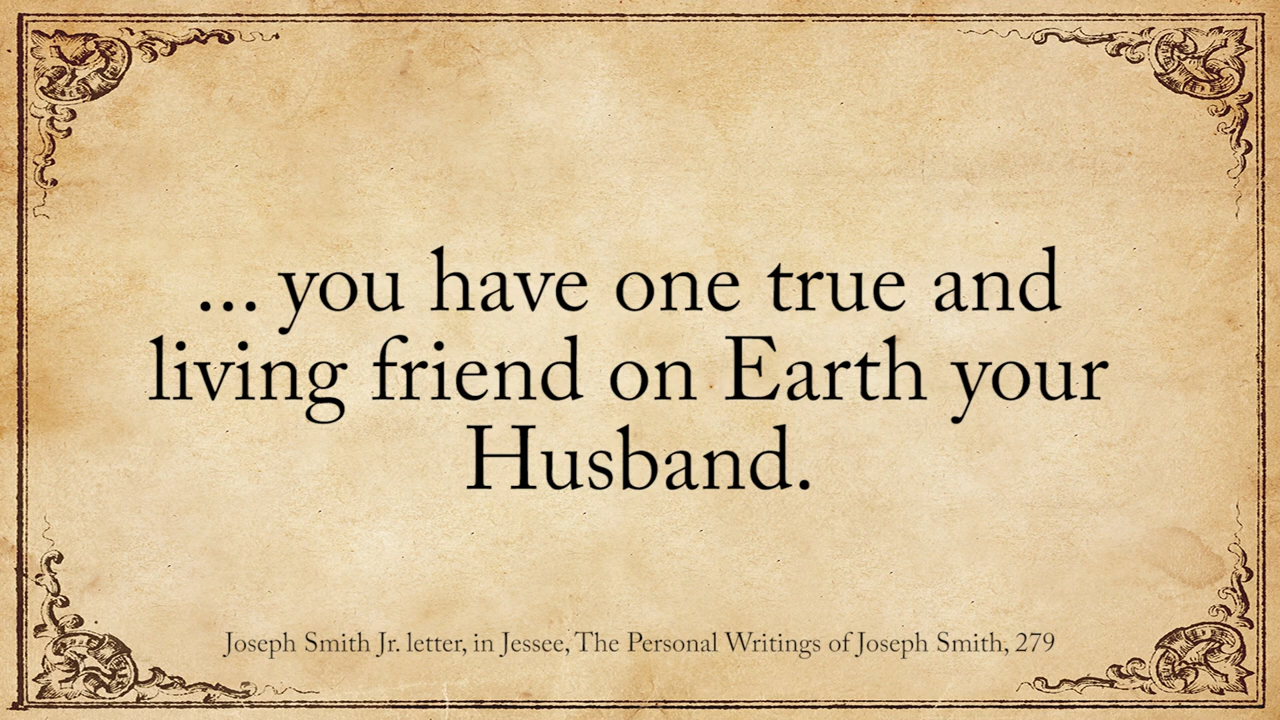 ... you have one true and
living friend on Earth your
Husband.
Joseph Smith Jr. letter, in Jessee, The Personal Writings of Joseph Smith, 279